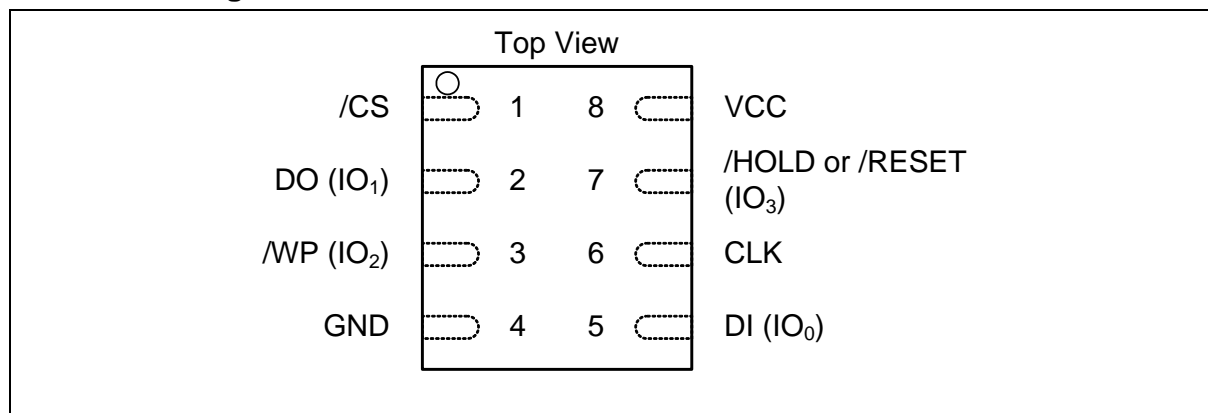 Top View
/CS 1 8 VCC
DO (IO₁) 2 7 /HOLD or /RESET
(IO₃)
/WP (IO₂) 3 6 CLK
GND 4 5 DI (IO₀)